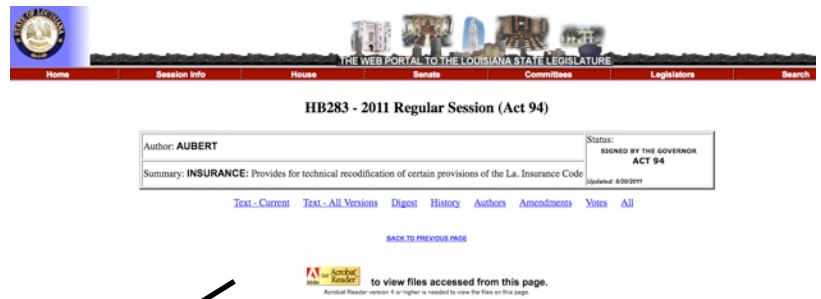 STATE OF LOUISIANA
THE WEB PORTAL TO THE LOUISIANA STATE LEGISLATURE
Home Session Info House Senate Committees Legislators Search
HB283 - 2011 Regular Session (Act 94)
Author: AUBERT
Status:
SIGNED BY THE GOVERNOR
ACT 94
Summary: INSURANCE: Provides for technical recodification of certain provisions of the La. Insurance Code
Updated: 6/20/2011
Text - Current Text - All Versions Digest History Authors Amendments Votes All
BACK TO PREVIOUS PAGE
Get Acrobat Reader
Adobe
to view files accessed from this page.
Acrobat Reader version 4 or higher is needed to view the files on this page.